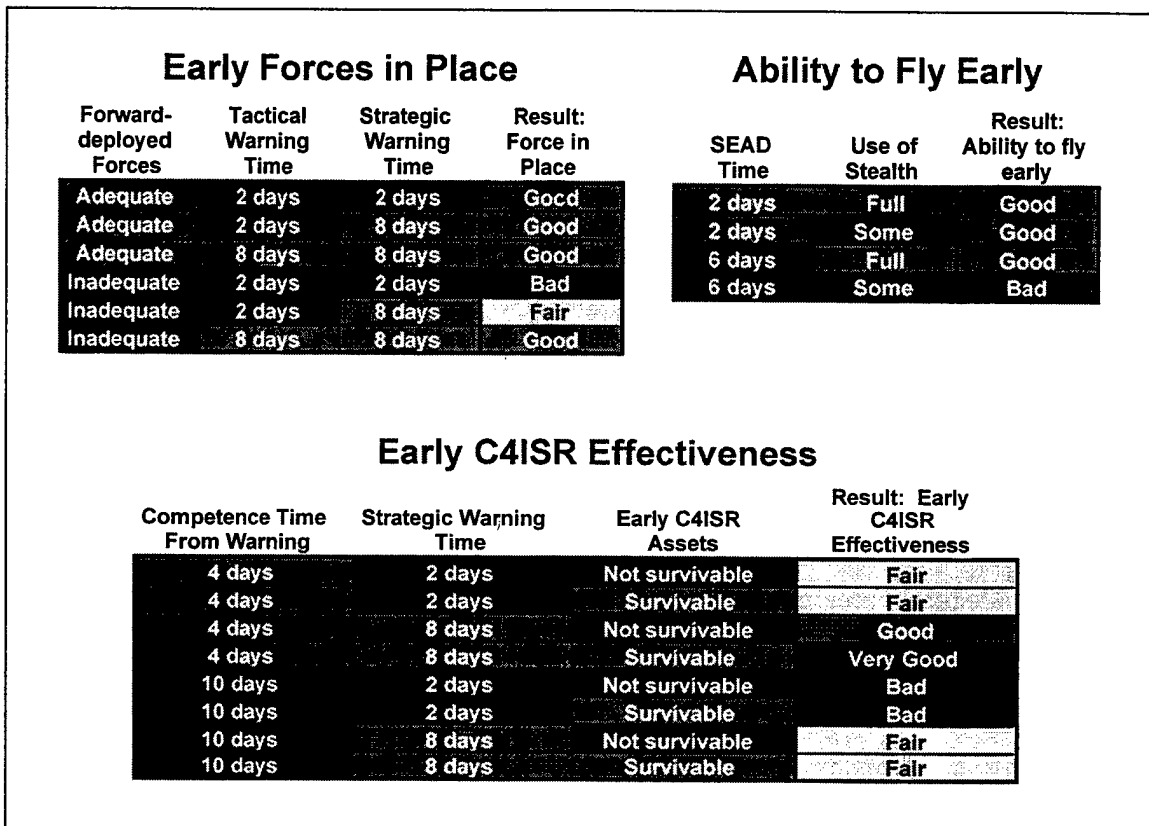 Early Forces in Place
Forward-deployed Forces Tactical Warning Time Strategic Warning Time Result: Force in Place
Adequate 2 days 2 days Good
Adequate 2 days 8 days Good
Adequate 8 days 8 days Good
Inadequate 2 days 2 days Bad
Inadequate 2 days 8 days Fair
Inadequate 8 days 8 days Good
Ability to Fly Early
SEAD Time Use of Stealth Result: Ability to fly early
2 days Full Good
2 days Some Good
6 days Full Good
6 days Some Bad
Early C4ISR Effectiveness
Competence Time From Warning Strategic Warning Time Early C4ISR Assets Result: Early C4ISR Effectiveness
4 days 2 days Not survivable Fair
4 days 2 days Survivable Fair
4 days 8 days Not survivable Good
4 days 8 days Survivable Very Good
10 days 2 days Not survivable Bad
10 days 2 days Survivable Bad
10 days 8 days Not survivable Fair
10 days 8 days Survivable Fair